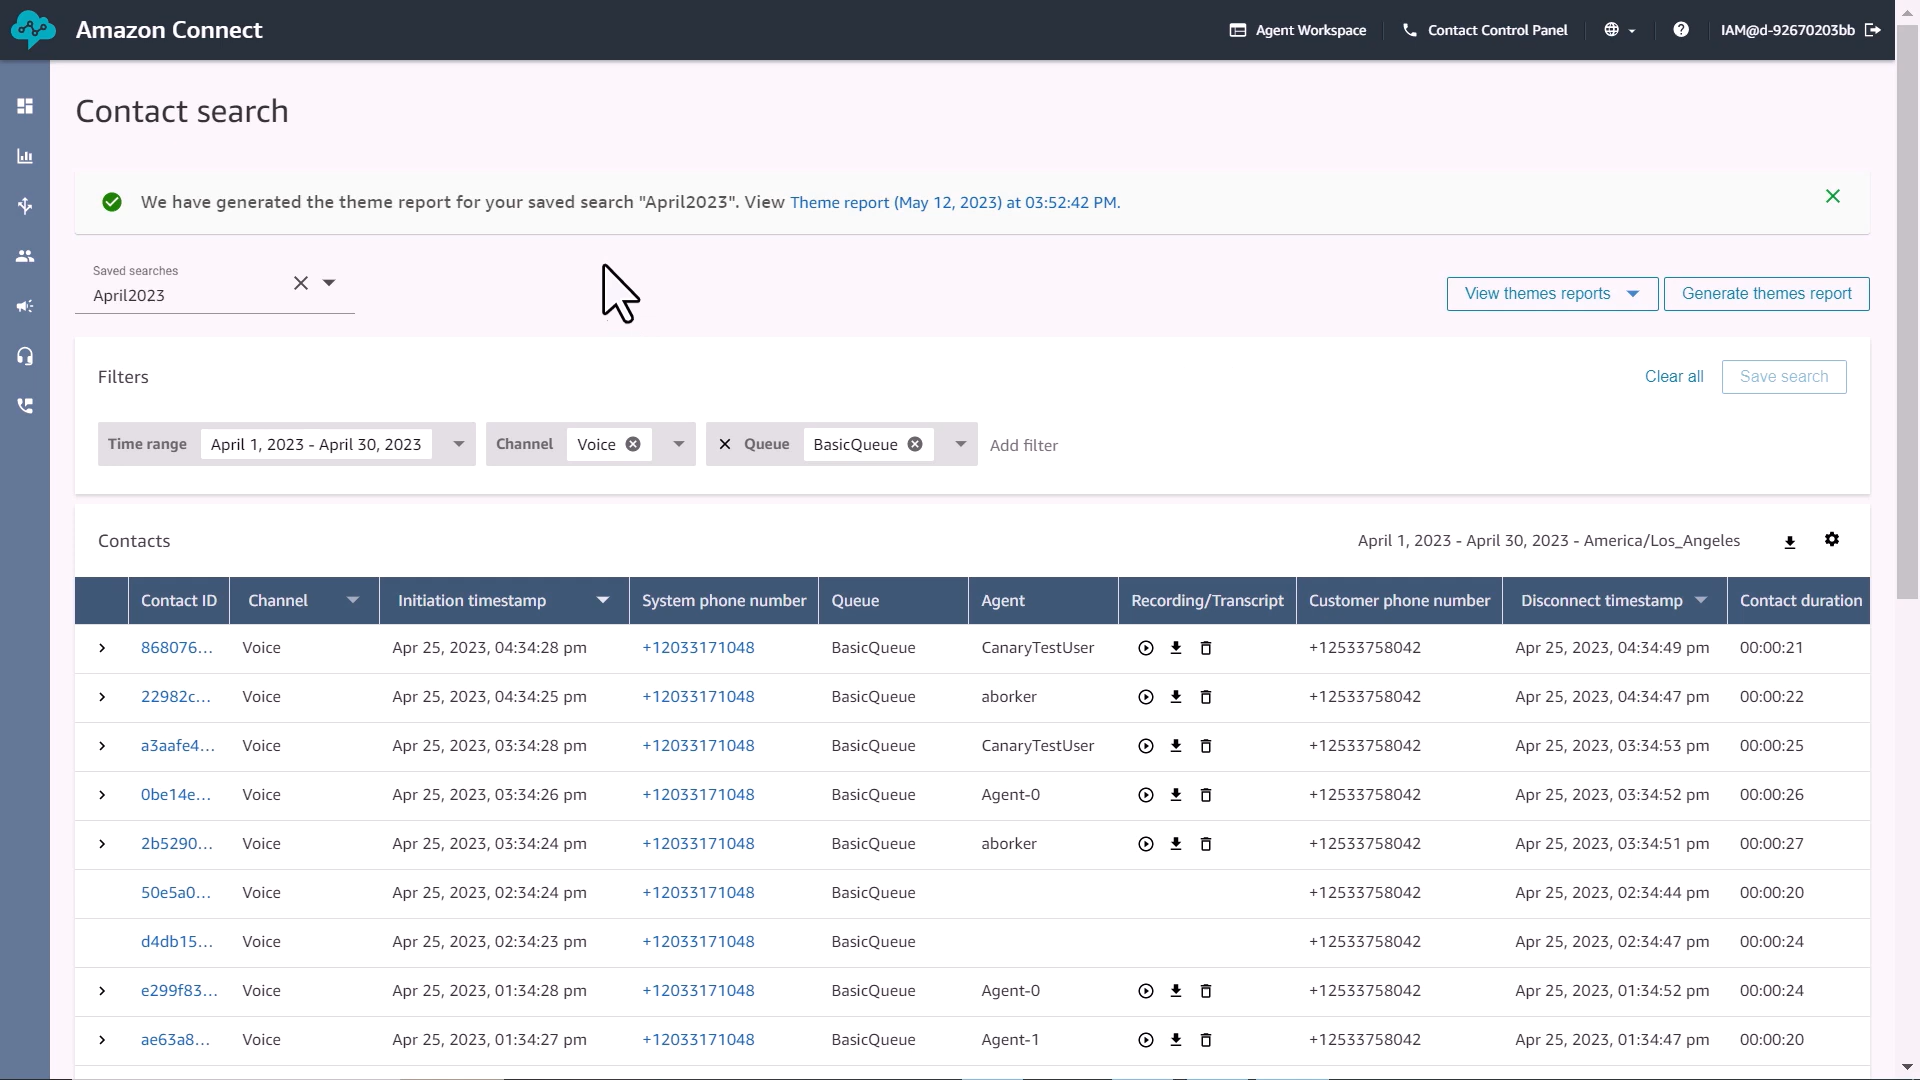 Amazon Connect
Agent Workspace
Contact Control Panel
IAM@d-92670203bb
Contact search
We have generated the theme report for your saved search "April2023". View Theme report (May 12, 2023) at 03:52:42 PM.
Saved searches
April2023
View themes reports
Generate themes report
Filters
Clear all
Save search
Time range April 1, 2023 - April 30, 2023 Channel Voice Queue BasicQueue Add filter
Contacts
April 1, 2023 - April 30, 2023 - America/Los_Angeles
Contact ID Channel Initiation timestamp System phone number Queue Agent Recording/Transcript Customer phone number Disconnect timestamp Contact duration
868076... Voice Apr 25, 2023, 04:34:28 pm +12033171048 BasicQueue CanaryTestUser +12533758042 Apr 25, 2023, 04:34:49 pm 00:00:21
22982c... Voice Apr 25, 2023, 04:34:25 pm +12033171048 BasicQueue aborker +12533758042 Apr 25, 2023, 04:34:47 pm 00:00:22
a3aafe4... Voice Apr 25, 2023, 03:34:28 pm +12033171048 BasicQueue CanaryTestUser +12533758042 Apr 25, 2023, 03:34:53 pm 00:00:25
0be14e... Voice Apr 25, 2023, 03:34:26 pm +12033171048 BasicQueue Agent-0 +12533758042 Apr 25, 2023, 03:34:52 pm 00:00:26
2b5290... Voice Apr 25, 2023, 03:34:24 pm +12033171048 BasicQueue aborker +12533758042 Apr 25, 2023, 03:34:51 pm 00:00:27
50e5a0... Voice Apr 25, 2023, 02:34:24 pm +12033171048 BasicQueue +12533758042 Apr 25, 2023, 02:34:44 pm 00:00:20
d4db15... Voice Apr 25, 2023, 02:34:23 pm +12033171048 BasicQueue +12533758042 Apr 25, 2023, 02:34:47 pm 00:00:24
e299f83... Voice Apr 25, 2023, 01:34:28 pm +12033171048 BasicQueue Agent-0 +12533758042 Apr 25, 2023, 01:34:52 pm 00:00:24
ae63a8... Voice Apr 25, 2023, 01:34:27 pm +12033171048 BasicQueue Agent-1 +12533758042 Apr 25, 2023, 01:34:47 pm 00:00:20